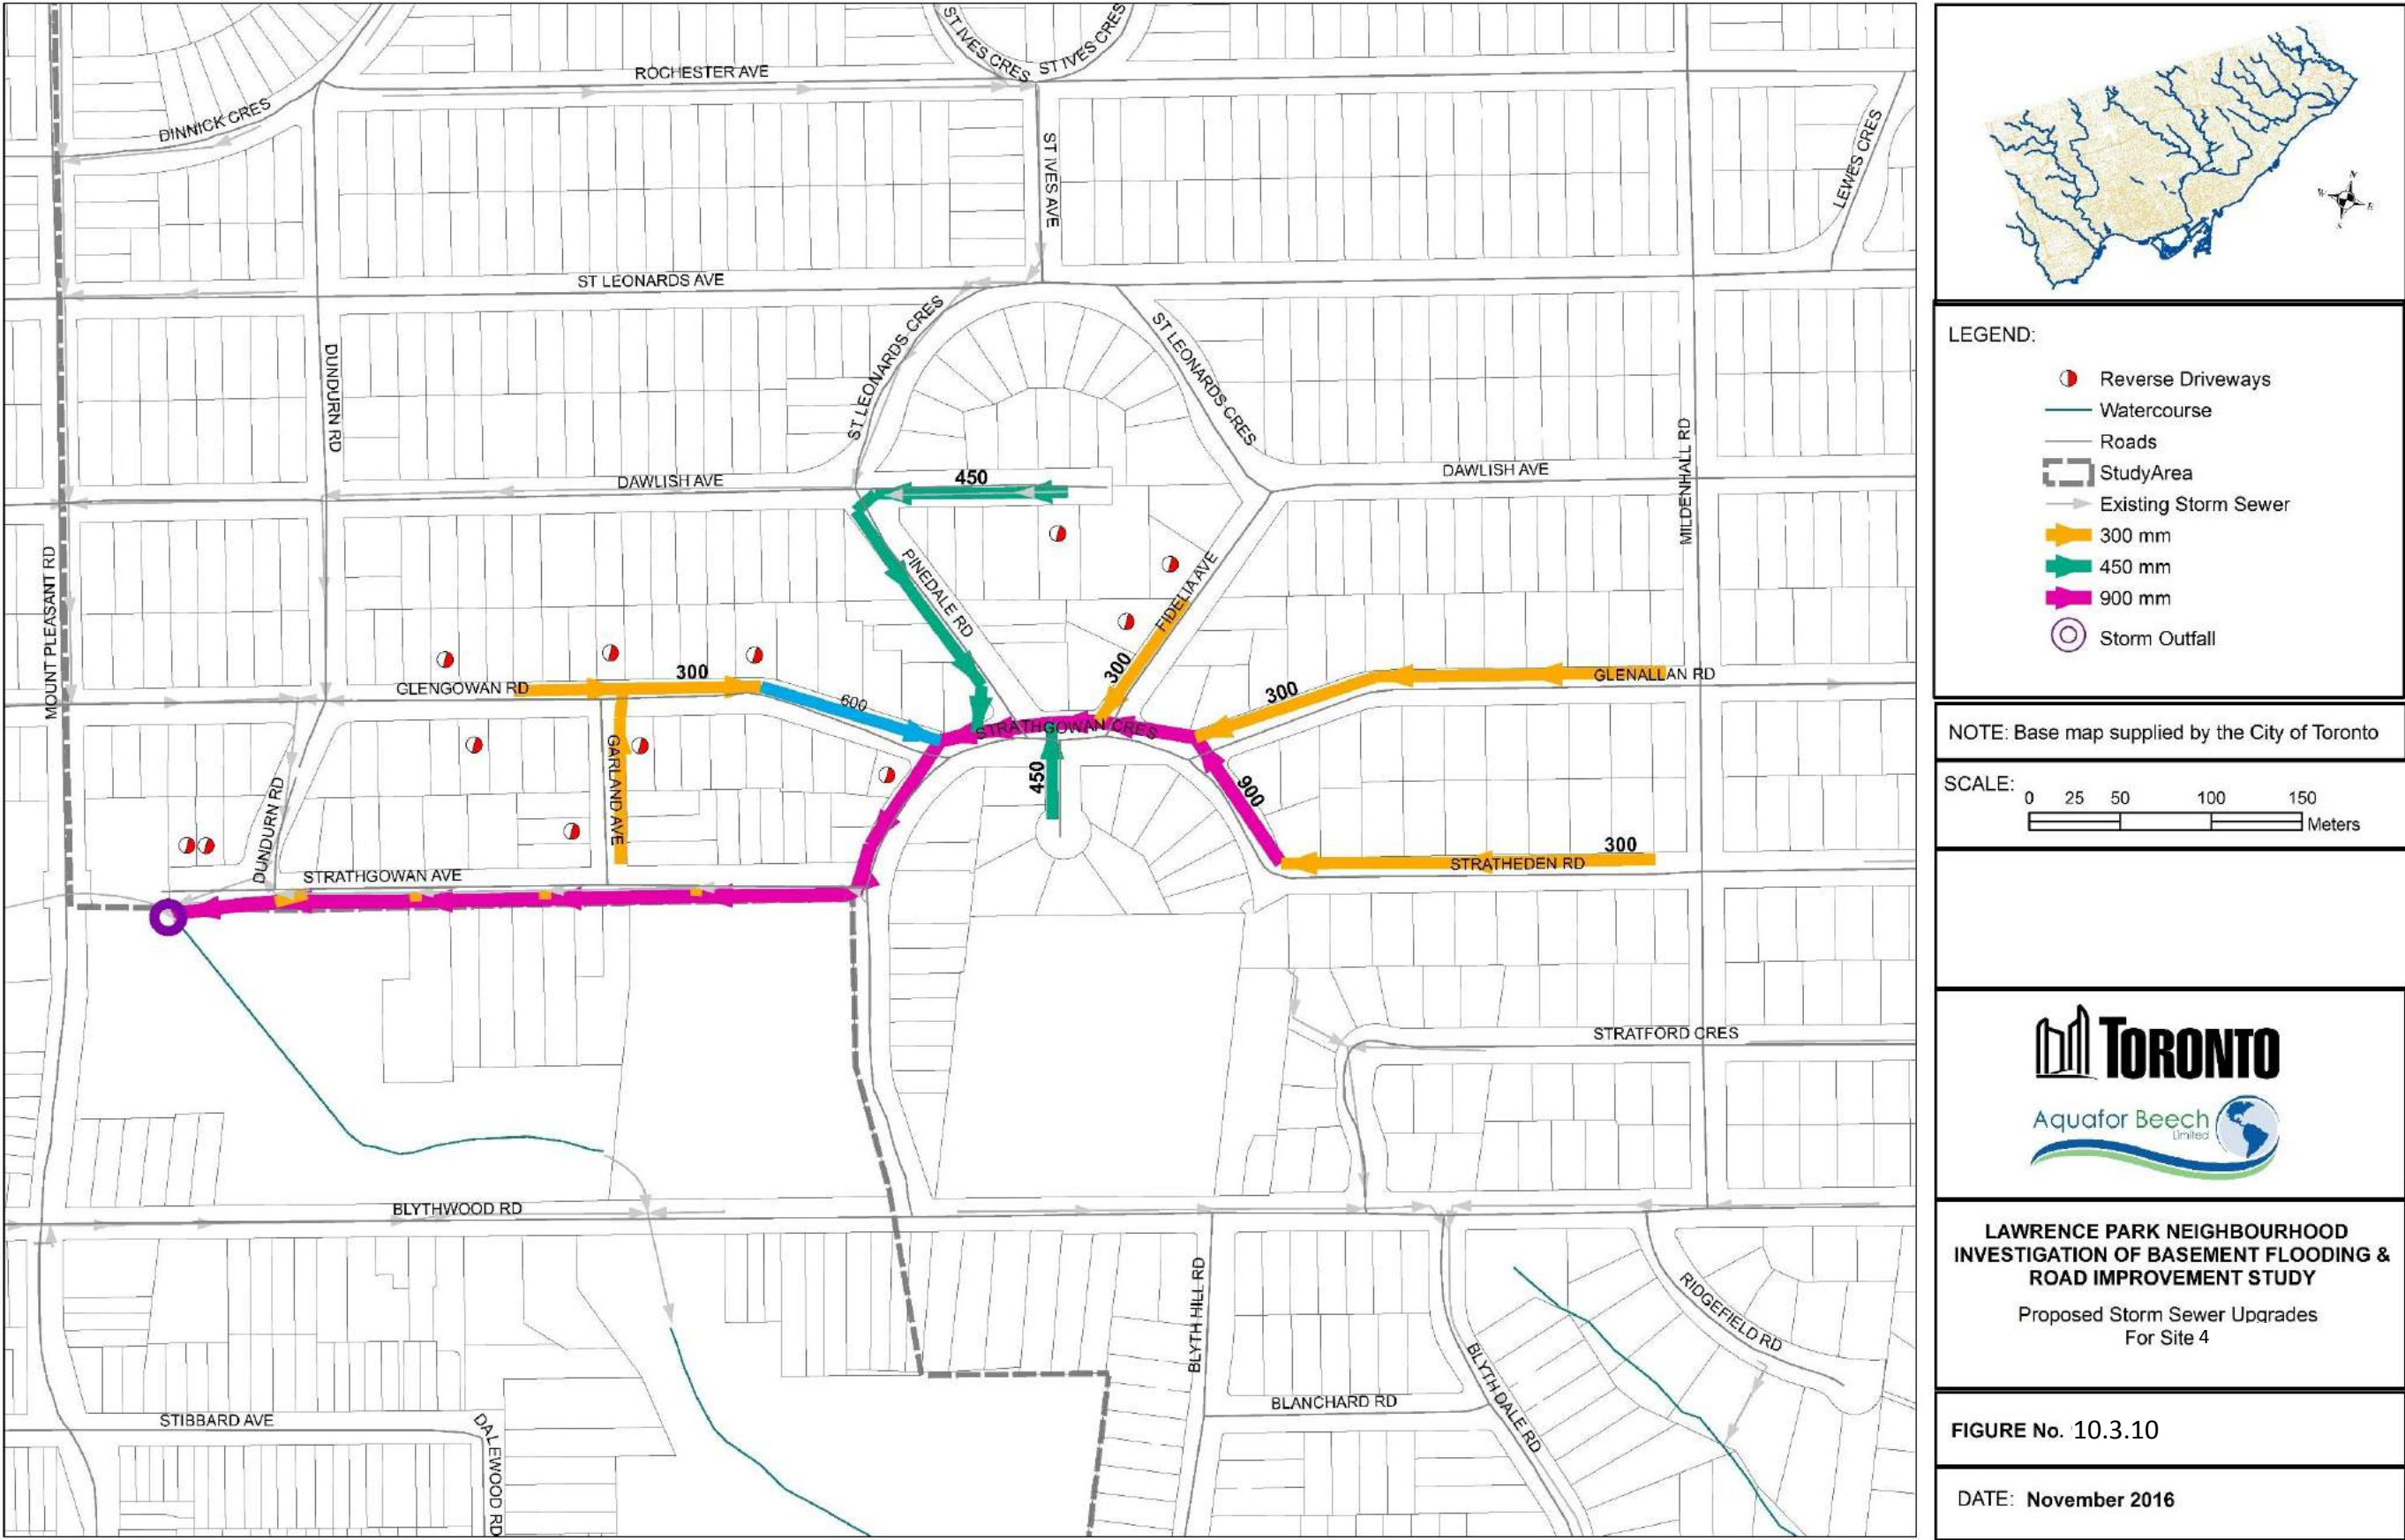 ST IVES CRES
ST IVES CRES
ROCHESTER AVE
DINNICK CRES
ST IVES AVE
LEWES CRES
ST LEONARDS AVE
ST LEONARDS CRES
ST LEONARDS CRES
DUNDURN RD
MILDENHALL RD
DAWLISH AVE
450
DAWLISH AVE
MOUNT PLEASANT RD
PINEDALE RD
FIDELIA AVE
GLENGOWAN RD
300
600
300
300
GLENALLAN RD
STRATHGOWAN CRES
GARLAND AVE
450
900
DUNDURN RD
STRATHGOWAN AVE
STRATHEDEN RD
300
STRATFORD CRES
BLYTHWOOD RD
BLYTH HILL RD
RIDGEFIELD RD
BLYTH DALE RD
BLANCHARD RD
STIBBARD AVE
DALEWOOD RD
N
W
E
S
LEGEND:
Reverse Driveways
Watercourse
Roads
StudyArea
Existing Storm Sewer
300 mm
450 mm
900 mm
Storm Outfall
NOTE: Base map supplied by the City of Toronto
SCALE:
0 25 50 100 150
Meters
TORONTO
Aquafor Beech
Limited
LAWRENCE PARK NEIGHBOURHOOD
INVESTIGATION OF BASEMENT FLOODING &
ROAD IMPROVEMENT STUDY
Proposed Storm Sewer Upgrades
For Site 4
FIGURE No. 10.3.10
DATE: November 2016